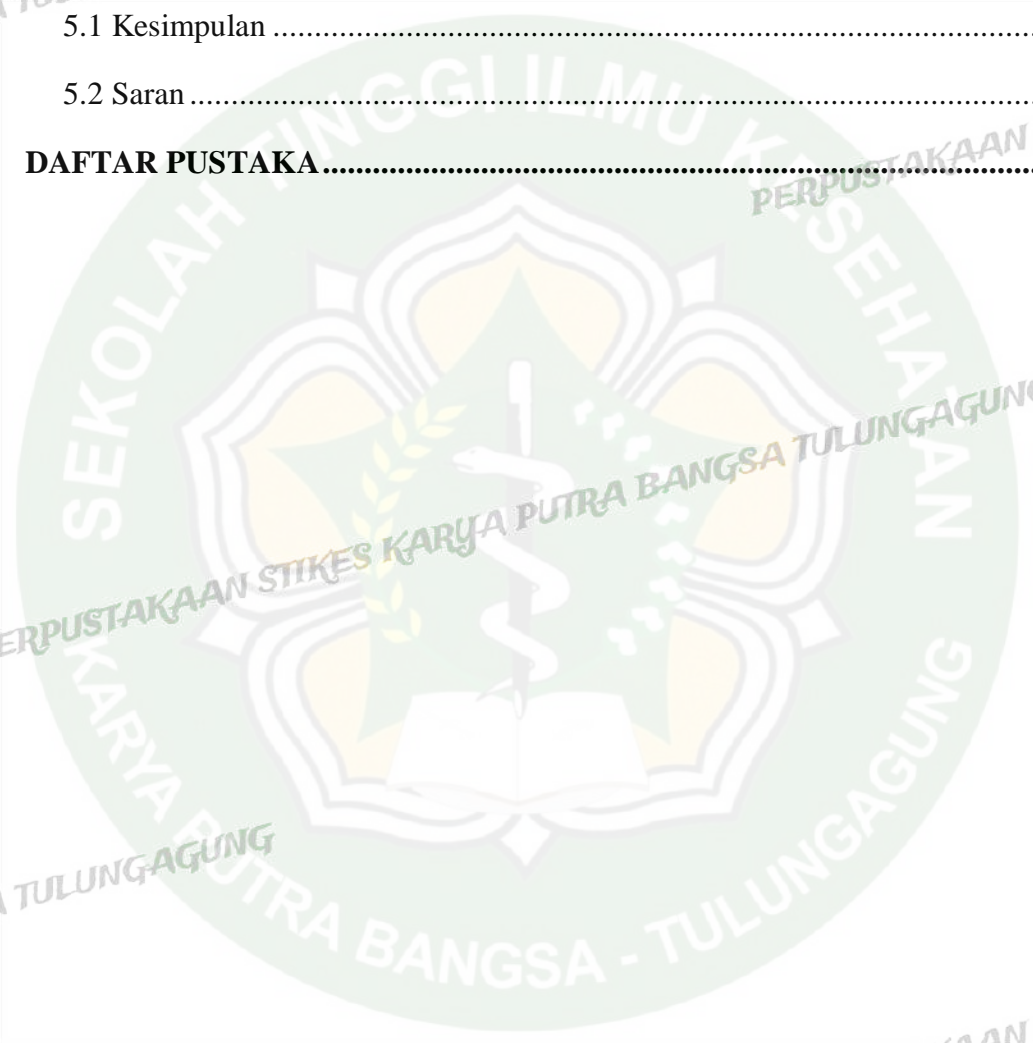 5.1 Kesimpulan ................................................................................
5.2 Saran ................................................................................
DAFTAR PUSTAKA ................................................................................
PERPUSTAKAAN
SEKOLAH TINGGI ILMU KESEHATAN
ERPUSTAKAAN STIKES KARYA PUTRA BANGSA TULUNGAGUNG
KARYA PUTRA BANGSA - TULUNGAGUNG
A TULUNGAGUNG